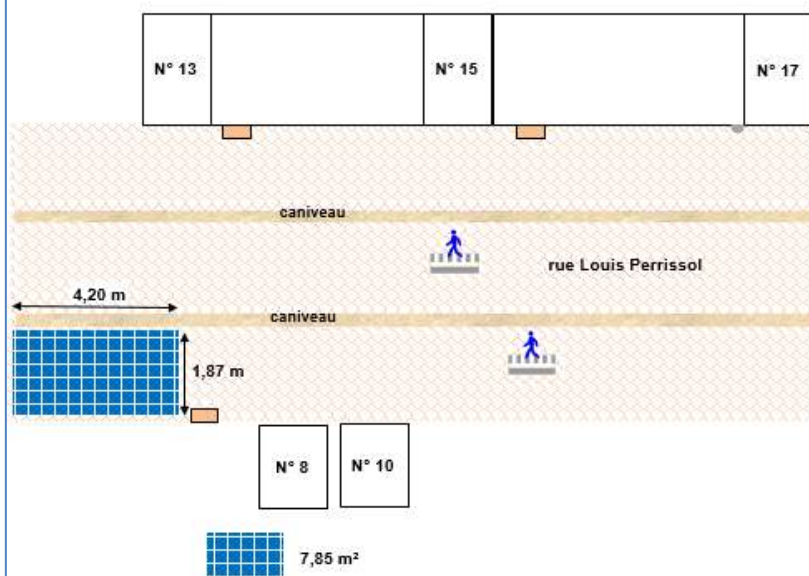 N° 13
N° 15
N° 17
caniveau
rue Louis Perrissol
4,20 m
caniveau
1,87 m
N° 8
N° 10
7,85 m²